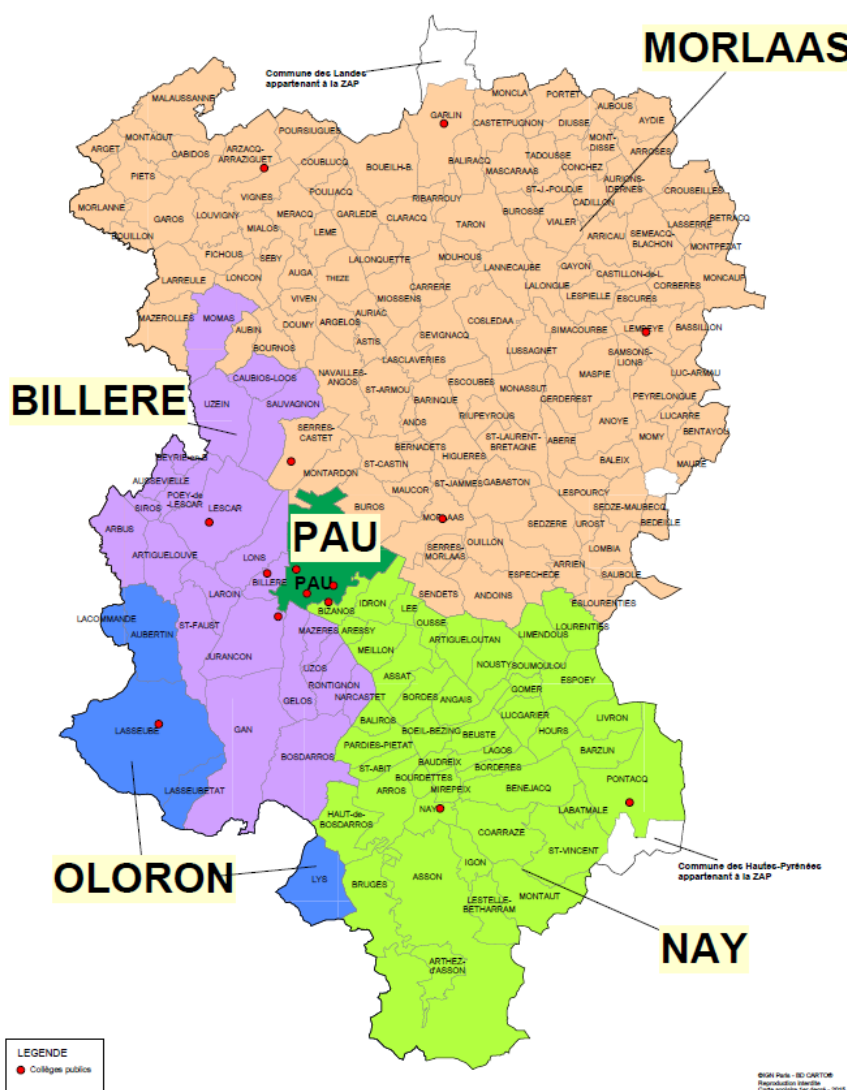 MORLAAS
Commune des Landes
appartenant à la ZAP
MALAUSSANNE
MONCLA
PORTET
AUBOUS
AYDIE
GARLIN
CASTETPUGNON
DIUSSE
MONT-
DISSE
ARROSES
POURSIUGUES
MONTAGUT
ARGET
CABIDOS
ARZACQ-
ARRAZIGUET
COUBLUCQ
BOUEILH-B.
BALIRACQ
TADOUSSE
MASCARAAS
CONCHEZ
AURIONS-
IDERNES
PIETS
POULIACQ
ST-J.-POUDJE
CADILLON
CROUSEILLES
MORLANNE
VIGNES
RIBARROUY
BUROSSE
VIALER
LASSERRE
BETRACQ
BOUILLON
GAROS
LOUVIGNY
MERACQ
GARLEDE
CLARACQ
TARON
ARRICAU
SEMEACQ-
BLACHON
MONTPEZAT
MIALOS
LEME
FICHOUS
SEBY
LALONQUETTE
MOUHOUS
LANNECAUBE
GAYON
CASTILLON-de-L.
MONCAUP
LARREULE
LONCON
AUGA
THEZE
CARRERE
LALONGUE
CORBERES
VIVEN
MIOSSENS
LESPIELLE
ESCURES
MAZEROLLES
MOMAS
AUBIN
DOUMY
ARGELOS
AURIAC
COSLEDAA
SIMACOURBE
LEMBEYE
BASSILLON
BOURNOS
ASTIS
SEVIGNACQ
LUSSAGNET
SAMSONS-
LIONS
LASCLAVERIES
NAVAILLES-
ANGOS
MASPIE
LUC-ARMAU
BILLERE
CAUBIOS-LOOS
UZEIN
SAUVAGNON
ST-ARMOU
ESCOUBES
MONASSUT
GERDEREST
PEYRELONGUE
BARINQUE
LUCARRE
SERRES-
CASTET
ANOS
RIUPEYROUS
ANOYE
BENTAYOU
BERNADETS
ST-LAURENT-
BRETAGNE
ABERE
MOMY
HIGUERES
BALEIX
MAURE
BEYRIE-en-B
ST-CASTIN
MONTARDON
AUSSEVIELLE
ST-JAMMES
GABASTON
POEY-de
LESCAR
MAUCOR
LESPOURCY
SIROS
LESCAR
BUROS
SEDZE-MAUBECQ
ARBUS
MORLAAS
SEDZERE
UROST
BEDEILLE
PAU
OUILLON
SERRES-
MORLAAS
LOMBIA
ARTIGUELOUVE
LONS
ARRIEN
SAUBOLE
BILLERE
ESPECHEDE
PAU
SENDETS
ANDOINS
ESLOURENTIES
LAROIN
IDRON
LEE
BIZANOS
LOURENTIES
LACOMMANDE
OUSSE
AUBERTIN
ST-FAUST
MAZERES
ARESSY
ARTIGUELOUTAN
LIMENDOUS
JURANCON
MEILLON
UZOS
ASSAT
NOUSTY
SOUMOULOU
ESPOEY
RONTIGNON
GELOS
NARCASTET
BORDES
ANGAIS
GOMER
LUCGARIER
LIVRON
LASSEUBE
GAN
BALIROS
BOEIL-BEZING
BEUSTE
HOURS
PARDIES-PIETAT
LAGOS
BARZUN
BOSDARROS
ST-ABIT
BAUDREIX
BORDERES
BOURDETTES
PONTACQ
LASSEUBETAT
ARROS
MIREPEIX
BENEJACQ
NAY
LABATMALE
HAUT-de-
BOSDARROS
COARRAZE
ST-VINCENT
OLORON
IGON
Commune des Hautes-Pyrénées
appartenant à la ZAP
LYS
BRUGES
ASSON
LESTELLE-
BETHARRAM
MONTAUT
NAY
ARTHEZ-
d'ASSON
LEGENDE
Collèges publics
©IGN Paris - BD CARTO®
Reproduction interdite